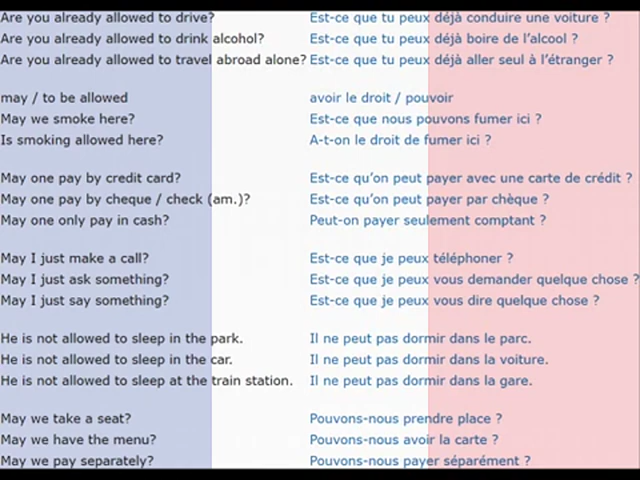 Are you already allowed to drive? Est-ce que tu peux déjà conduire une voiture ?
Are you already allowed to drink alcohol? Est-ce que tu peux déjà boire de l’alcool ?
Are you already allowed to travel abroad alone? Est-ce que tu peux déjà aller seul à l’étranger ?
may / to be allowed avoir le droit / pouvoir
May we smoke here? Est-ce que nous pouvons fumer ici ?
Is smoking allowed here? A-t-on le droit de fumer ici ?
May one pay by credit card? Est-ce qu’on peut payer avec une carte de crédit ?
May one pay by cheque / check (am.)? Est-ce qu’on peut payer par chèque ?
May one only pay in cash? Peut-on payer seulement comptant ?
May I just make a call? Est-ce que je peux téléphoner ?
May I just ask something? Est-ce que je peux vous demander quelque chose ?
May I just say something? Est-ce que je peux vous dire quelque chose ?
He is not allowed to sleep in the park. Il ne peut pas dormir dans le parc.
He is not allowed to sleep in the car. Il ne peut pas dormir dans la voiture.
He is not allowed to sleep at the train station. Il ne peut pas dormir dans la gare.
May we take a seat? Pouvons-nous prendre place ?
May we have the menu? Pouvons-nous avoir la carte ?
May we pay separately? Pouvons-nous payer séparément ?